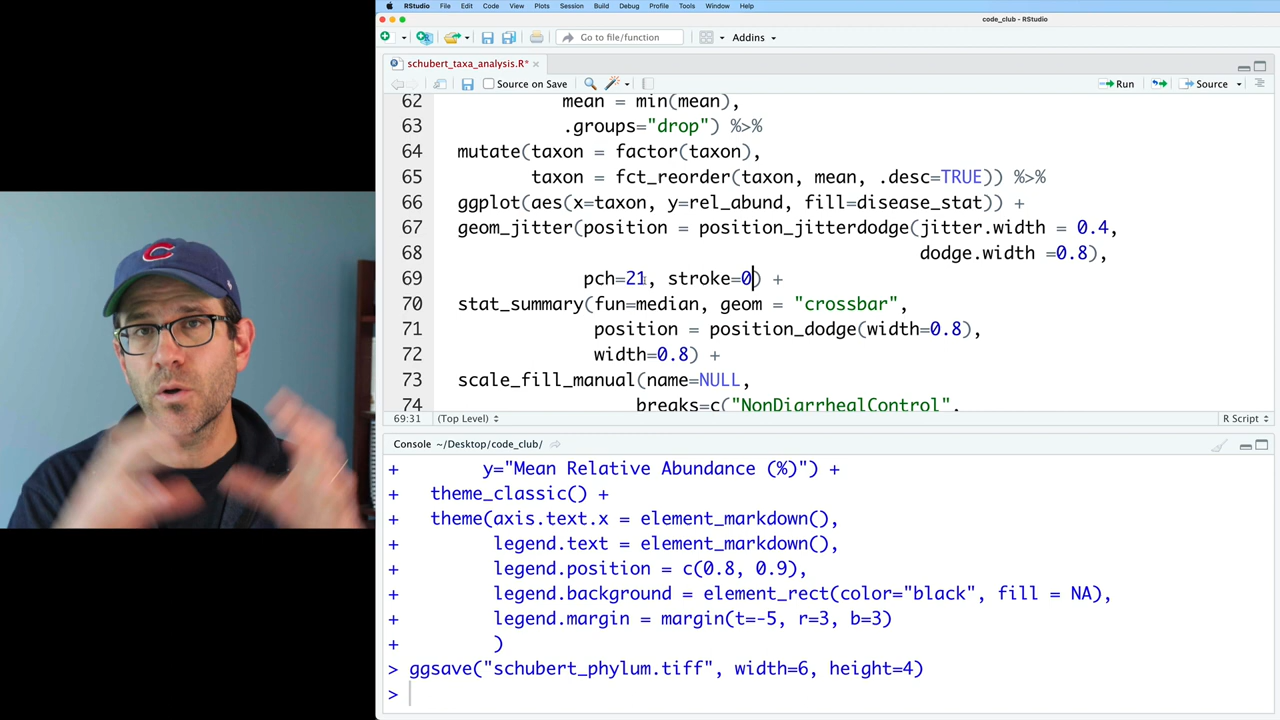 RStudio File Edit Code View Plots Session Build Debug Profile Tools Window Help
code_club - RStudio
Go to file/function
Addins
schubert_taxa_analysis.R*
Source on Save
Run
Source
62 mean = min(mean),
63 .groups="drop") %>%
64 mutate(taxon = factor(taxon),
65 taxon = fct_reorder(taxon, mean, .desc=TRUE)) %>%
66 ggplot(aes(x=taxon, y=rel_abund, fill=disease_stat)) +
67 geom_jitter(position = position_jitterdodge(jitter.width = 0.4,
68 dodge.width =0.8),
69 pch=21, stroke=0) +
70 stat_summary(fun=median, geom = "crossbar",
71 position = position_dodge(width=0.8),
72 width=0.8) +
73 scale_fill_manual(name=NULL,
74 breaks=c("NonDiarrhealControl",
69:31 (Top Level) R Script
Console ~/Desktop/code_club/
+ y="Mean Relative Abundance (%)") +
+ theme_classic() +
+ theme(axis.text.x = element_markdown(),
+ legend.text = element_markdown(),
+ legend.position = c(0.8, 0.9),
+ legend.background = element_rect(color="black", fill = NA),
+ legend.margin = margin(t=-5, r=3, b=3)
+ )
> ggsave("schubert_phylum.tiff", width=6, height=4)
>
C